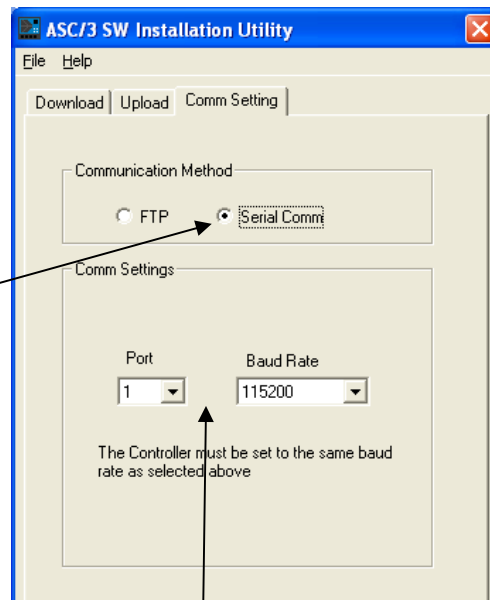 ASC/3 SW Installation Utility
File Help
Download Upload Comm Setting
Communication Method
FTP Serial Comm
Comm Settings
Port Baud Rate
1 115200
The Controller must be set to the same baud
rate as selected above